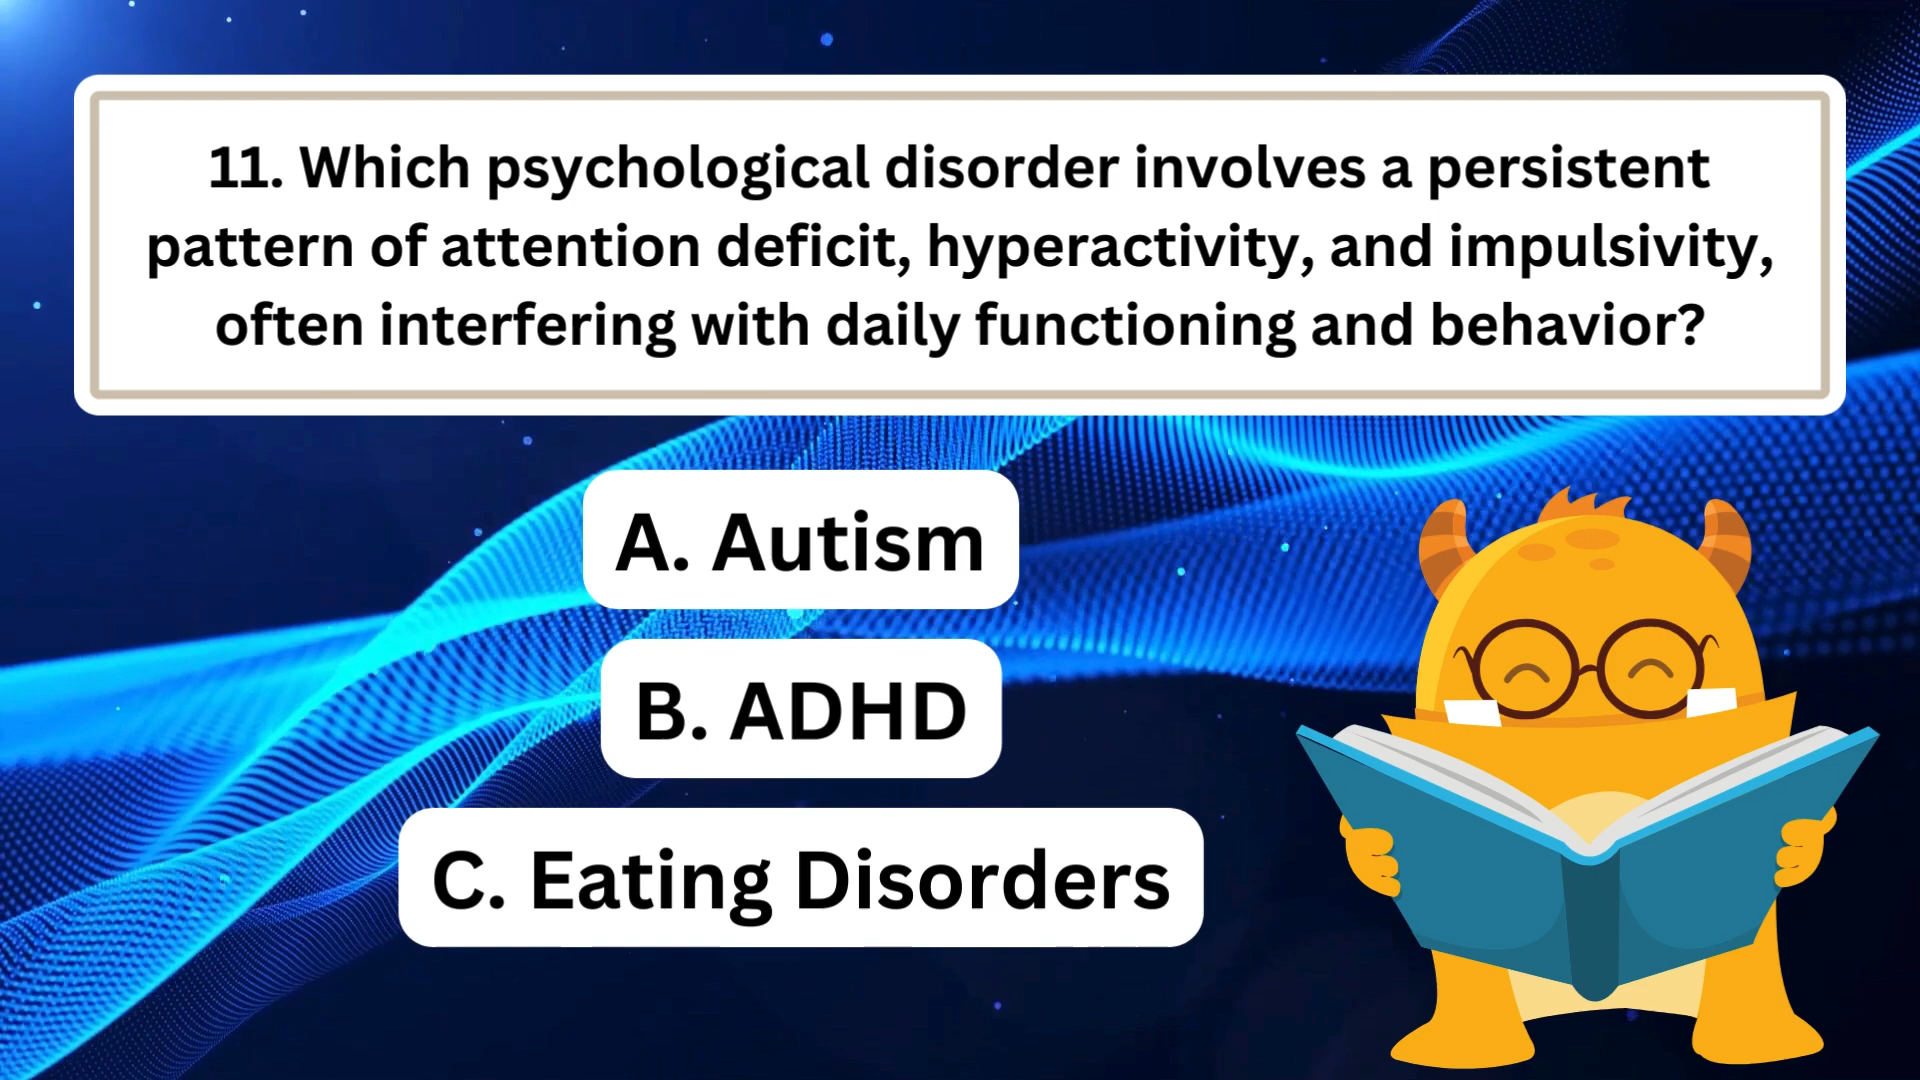 11. Which psychological disorder involves a persistent
pattern of attention deficit, hyperactivity, and impulsivity,
often interfering with daily functioning and behavior?
A. Autism
B. ADHD
C. Eating Disorders